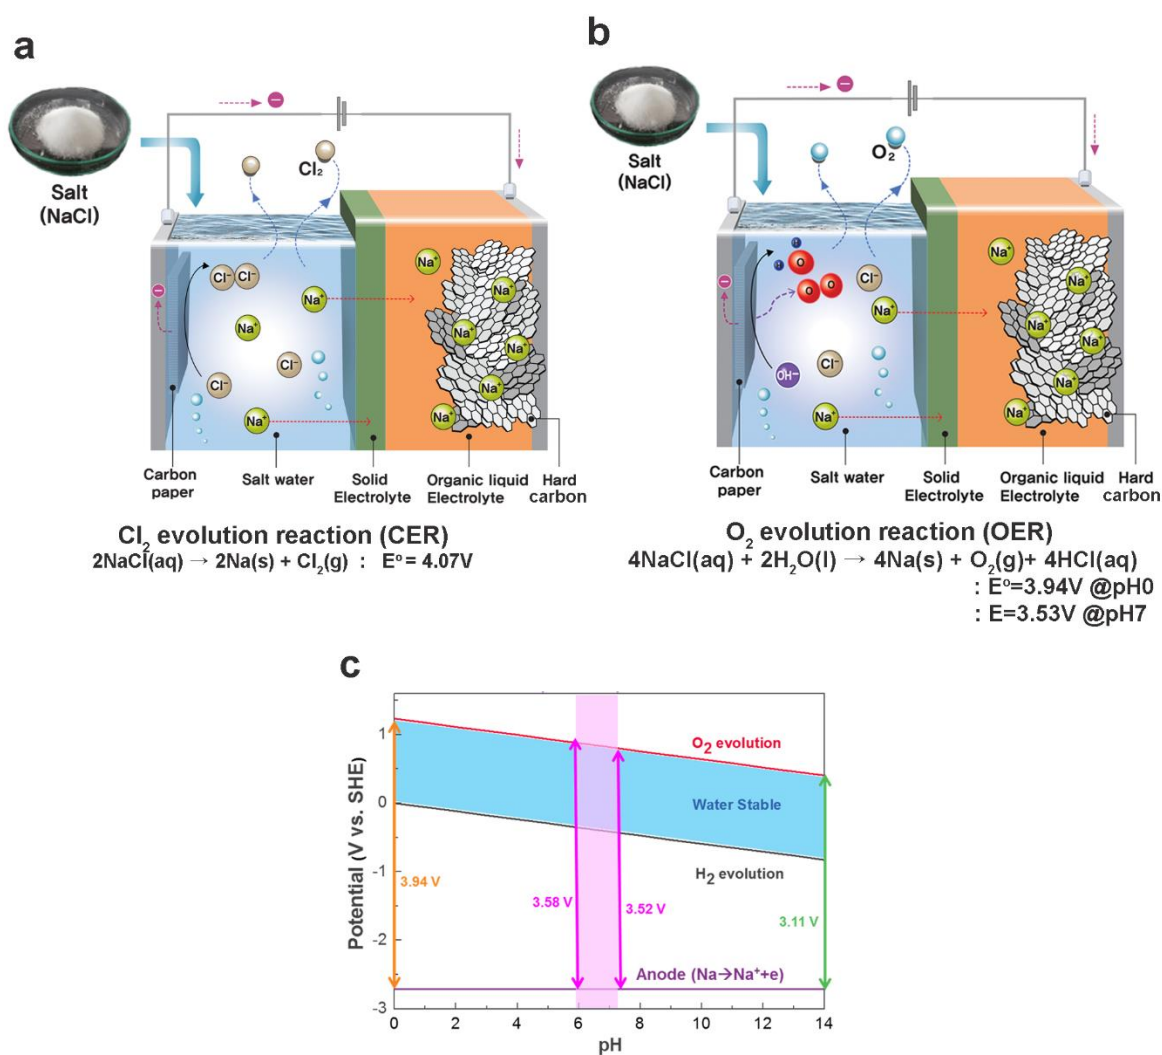 a
Salt
(NaCl)
−
Cl₂
Cl⁻ Cl⁻
Na⁺
Na⁺
−
Na⁺
Na⁺
Cl⁻
Cl⁻
Na⁺
Na⁺
Na⁺
Na⁺
Na⁺
Na⁺
Carbon
paper
Salt water
Solid
Electrolyte
Organic liquid
Electrolyte
Hard
carbon
Cl₂ evolution reaction (CER)
2NaCl(aq) → 2Na(s) + Cl₂(g) : E° = 4.07V
b
Salt
(NaCl)
−
O₂
O
O O
Cl⁻
Na⁺
−
Na⁺
Na⁺
Na⁺
Cl⁻
OH−
Na⁺
Na⁺
Na⁺
Na⁺
Carbon
paper
Salt water
Solid
Electrolyte
Organic liquid
Electrolyte
Hard
carbon
O₂ evolution reaction (OER)
4NaCl(aq) + 2H₂O(l) → 4Na(s) + O₂(g)+ 4HCl(aq)
: E°=3.94V @pH0
: E=3.53V @pH7
c
Potential (V vs. SHE)
1
0
-1
-2
-3
O₂ evolution
Water Stable
H₂ evolution
3.94 V
3.58 V
3.52 V
3.11 V
Anode (Na→Na⁺+e)
0 2 4 6 8 10 12 14
pH